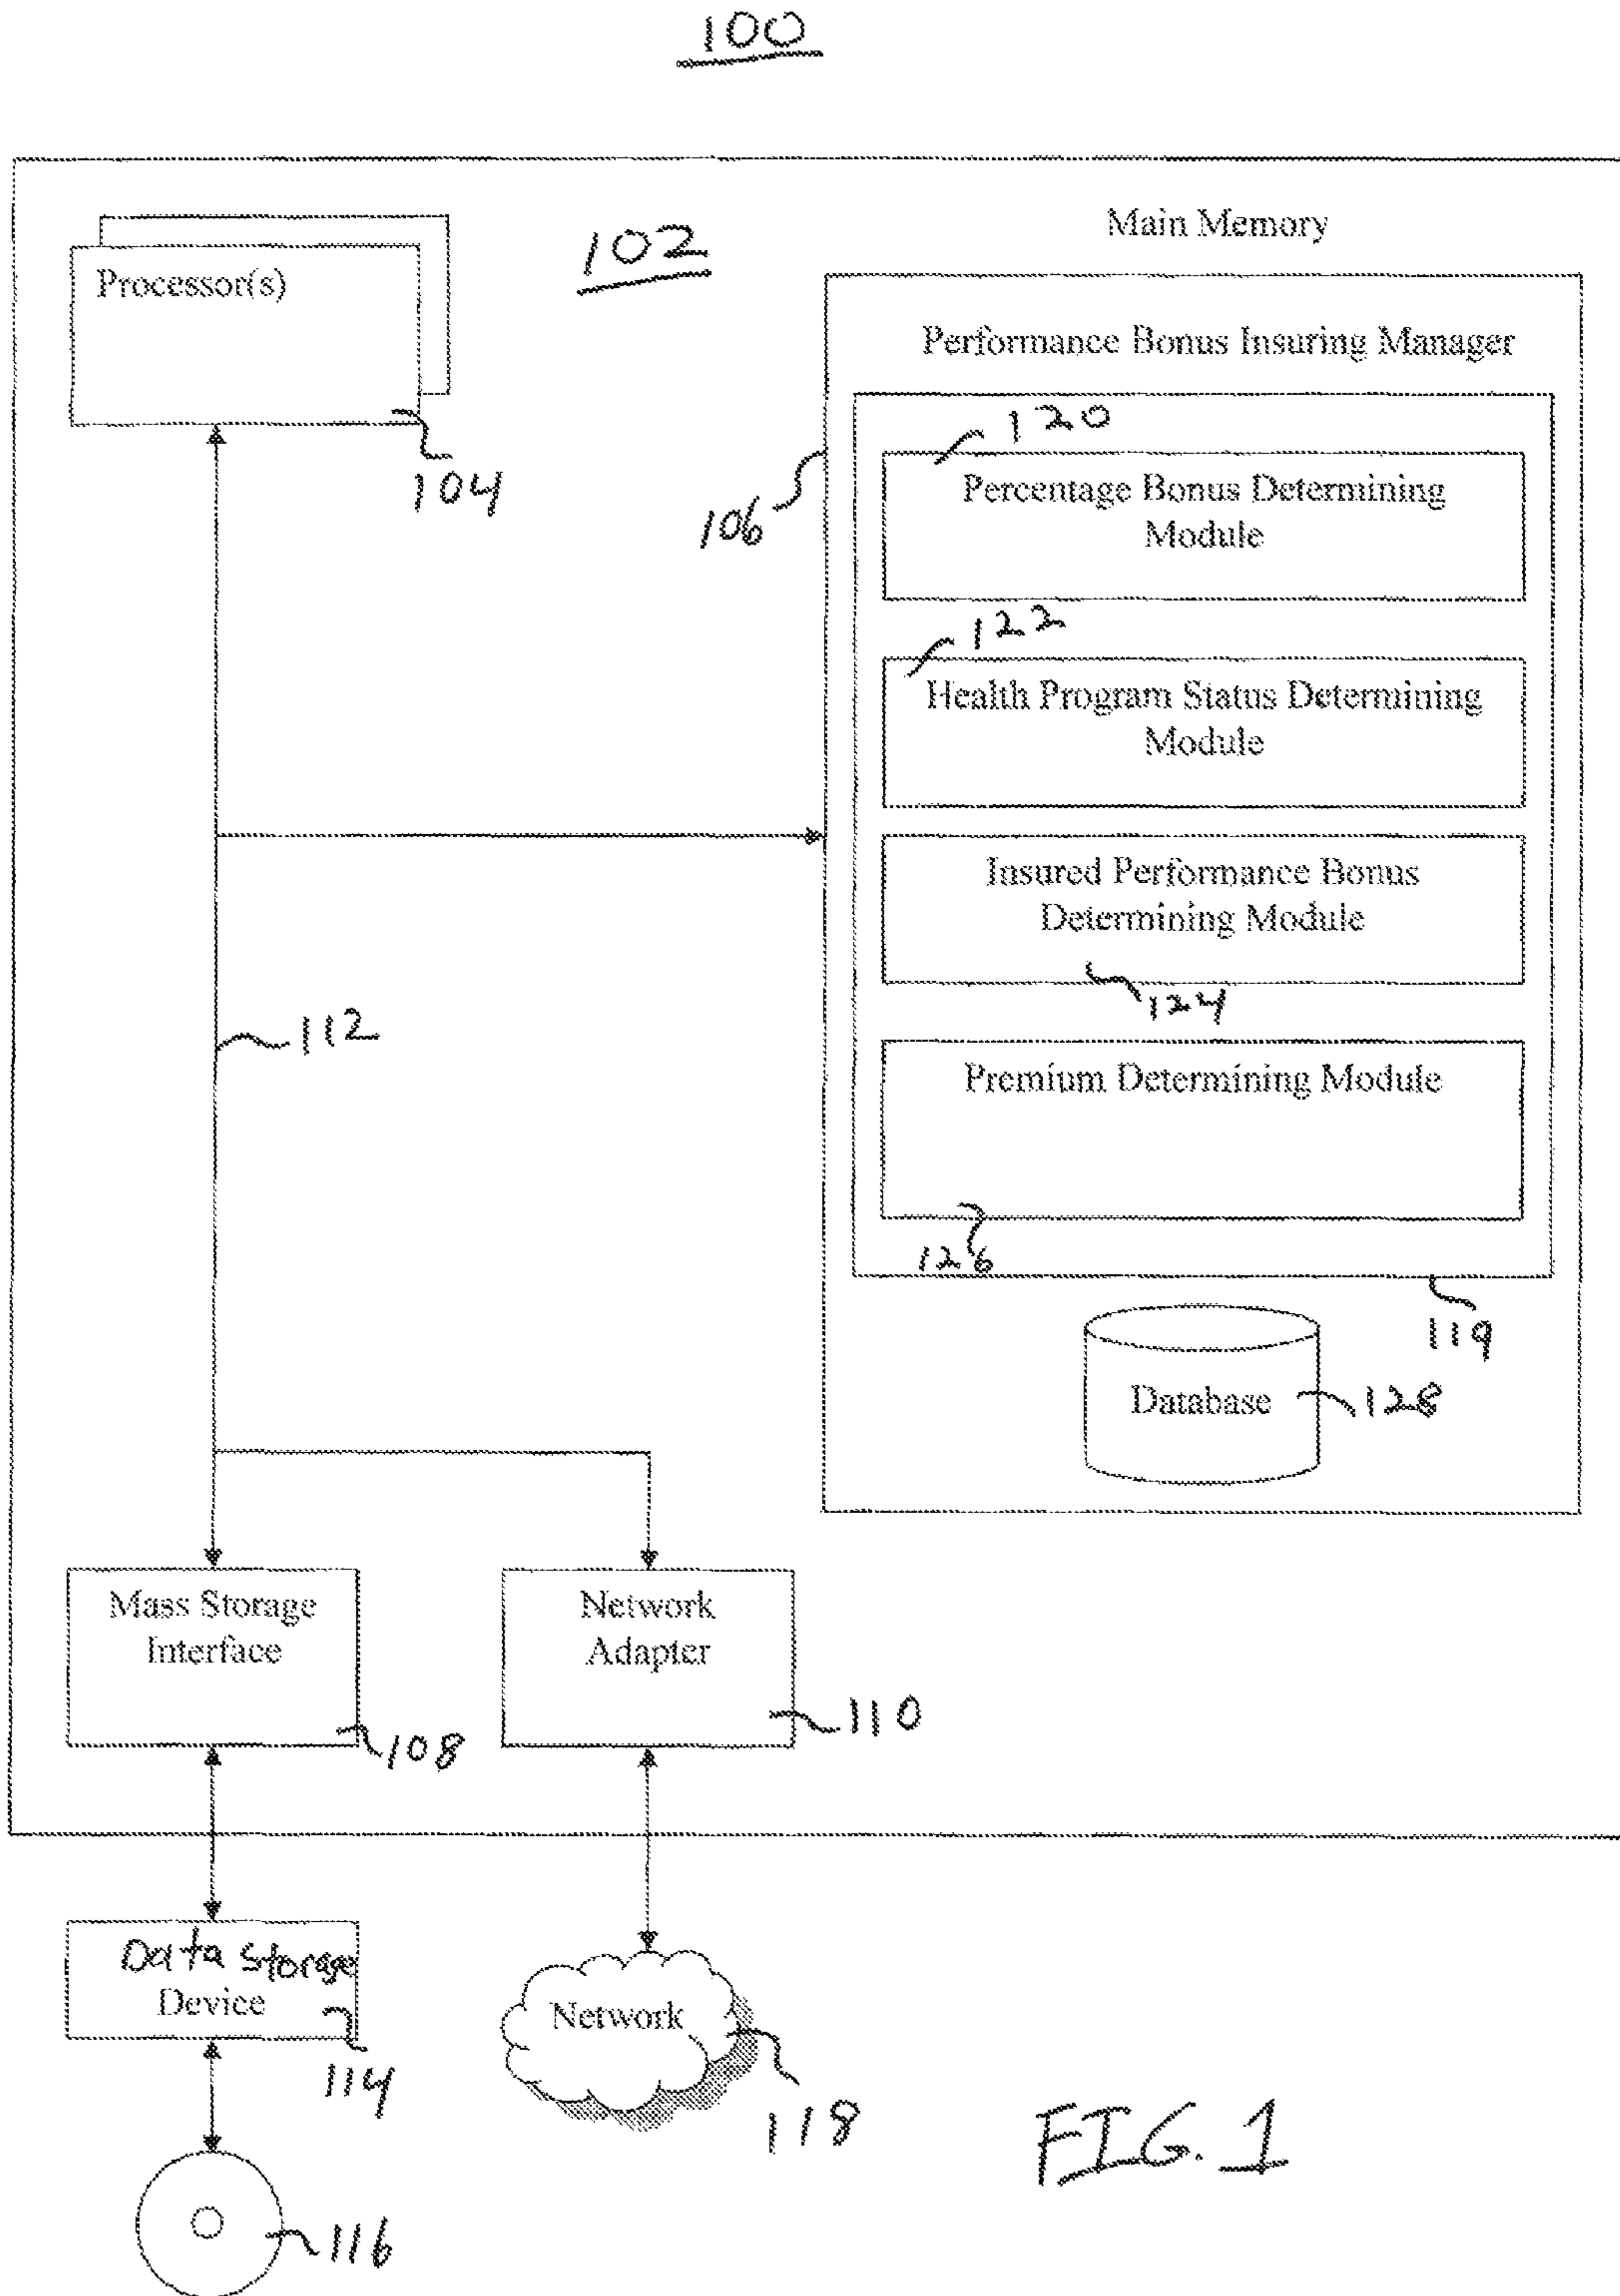 100
Main Memory
Processor(s)
102
Performance Bonus Insuring Manager
104
106
120
Percentage Bonus Determining
Module
122
Health Program Status Determining
Module
Insured Performance Bonus
Determining Module
124
112
Premium Determining Module
126
119
Database
128
Mass Storage
Interface
108
Network
Adapter
110
Data Storage
Device
114
Network
118
116
FIG. 1